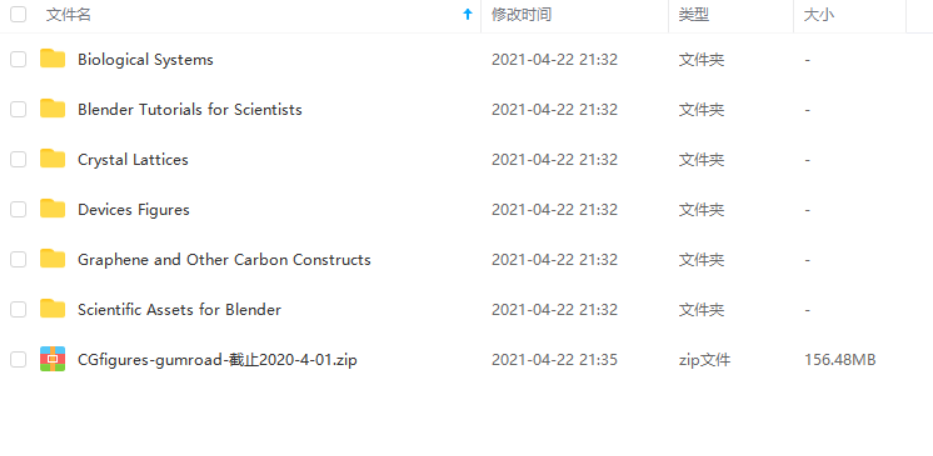 文件名 修改时间 类型 大小
Biological Systems 2021-04-22 21:32 文件夹 -
Blender Tutorials for Scientists 2021-04-22 21:32 文件夹 -
Crystal Lattices 2021-04-22 21:32 文件夹 -
Devices Figures 2021-04-22 21:32 文件夹 -
Graphene and Other Carbon Constructs 2021-04-22 21:32 文件夹 -
Scientific Assets for Blender 2021-04-22 21:32 文件夹 -
CGfigures-gumroad-截止2020-4-01.zip 2021-04-22 21:35 zip文件 156.48MB